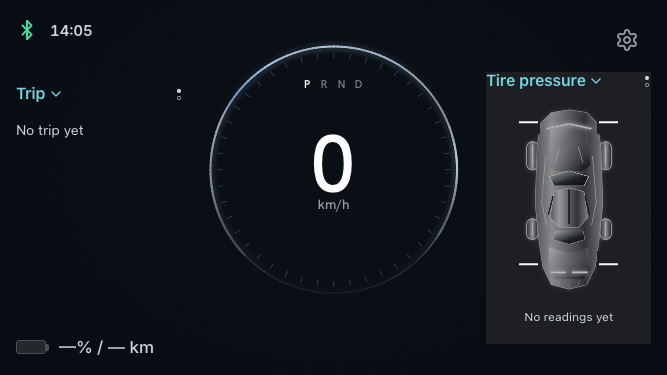 14:05
Trip
No trip yet
P R N D
0
km/h
Tire pressure
No readings yet
—% / — km